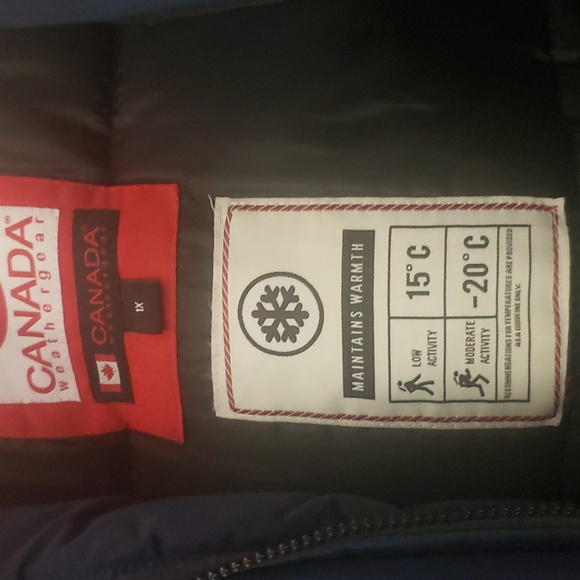 CANADA®
weathergear
CANADA®
weathergear
1X
MAINTAINS WARMTH
LOW
ACTIVITY
15°C
MODERATE
ACTIVITY
-20°C
RECOMMENDATIONS FOR TEMPERATURES ARE PROVIDED
AS A GUIDELINE ONLY.